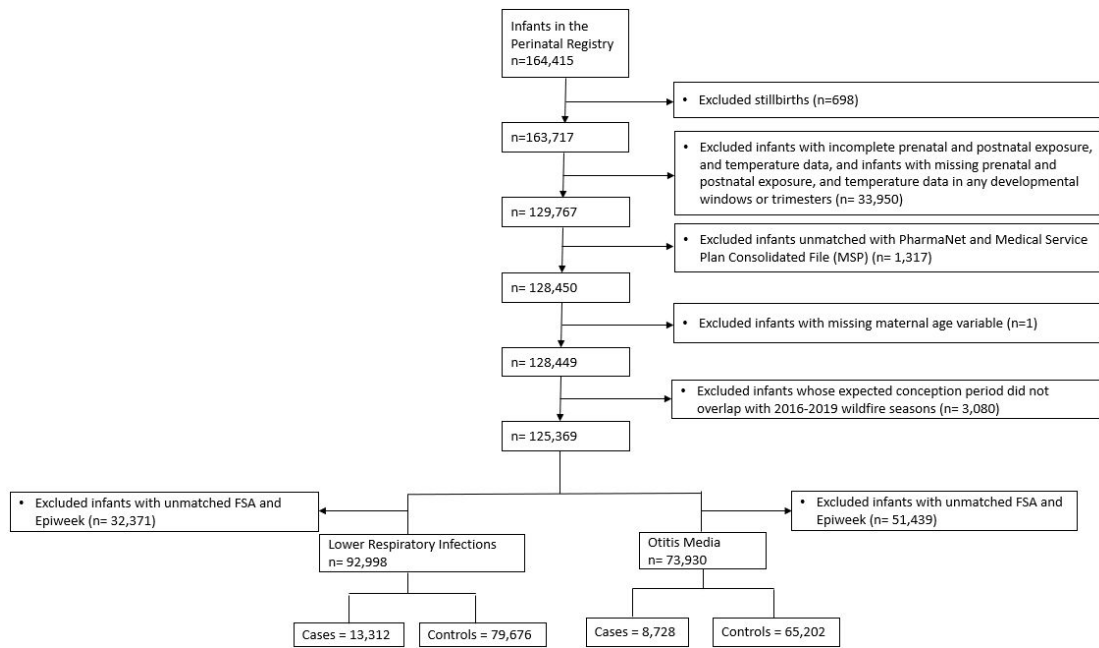 Infants in the
Perinatal Registry
n=164,415
• Excluded stillbirths (n=698)
n=163,717
• Excluded infants with incomplete prenatal and postnatal exposure,
and temperature data, and infants with missing prenatal and
postnatal exposure, and temperature data in any developmental
windows or trimesters (n= 33,950)
n= 129,767
• Excluded infants unmatched with PharmaNet and Medical Service
Plan Consolidated File (MSP) (n= 1,317)
n= 128,450
• Excluded infants with missing maternal age variable (n=1)
n= 128,449
• Excluded infants whose expected conception period did not
overlap with 2016-2019 wildfire seasons (n= 3,080)
n= 125,369
• Excluded infants with unmatched FSA and
Epiweek (n= 32,371)
• Excluded infants with unmatched FSA and
Epiweek (n= 51,439)
Lower Respiratory Infections
n= 92,998
Otitis Media
n= 73,930
Cases = 13,312
Controls = 79,676
Cases = 8,728
Controls = 65,202